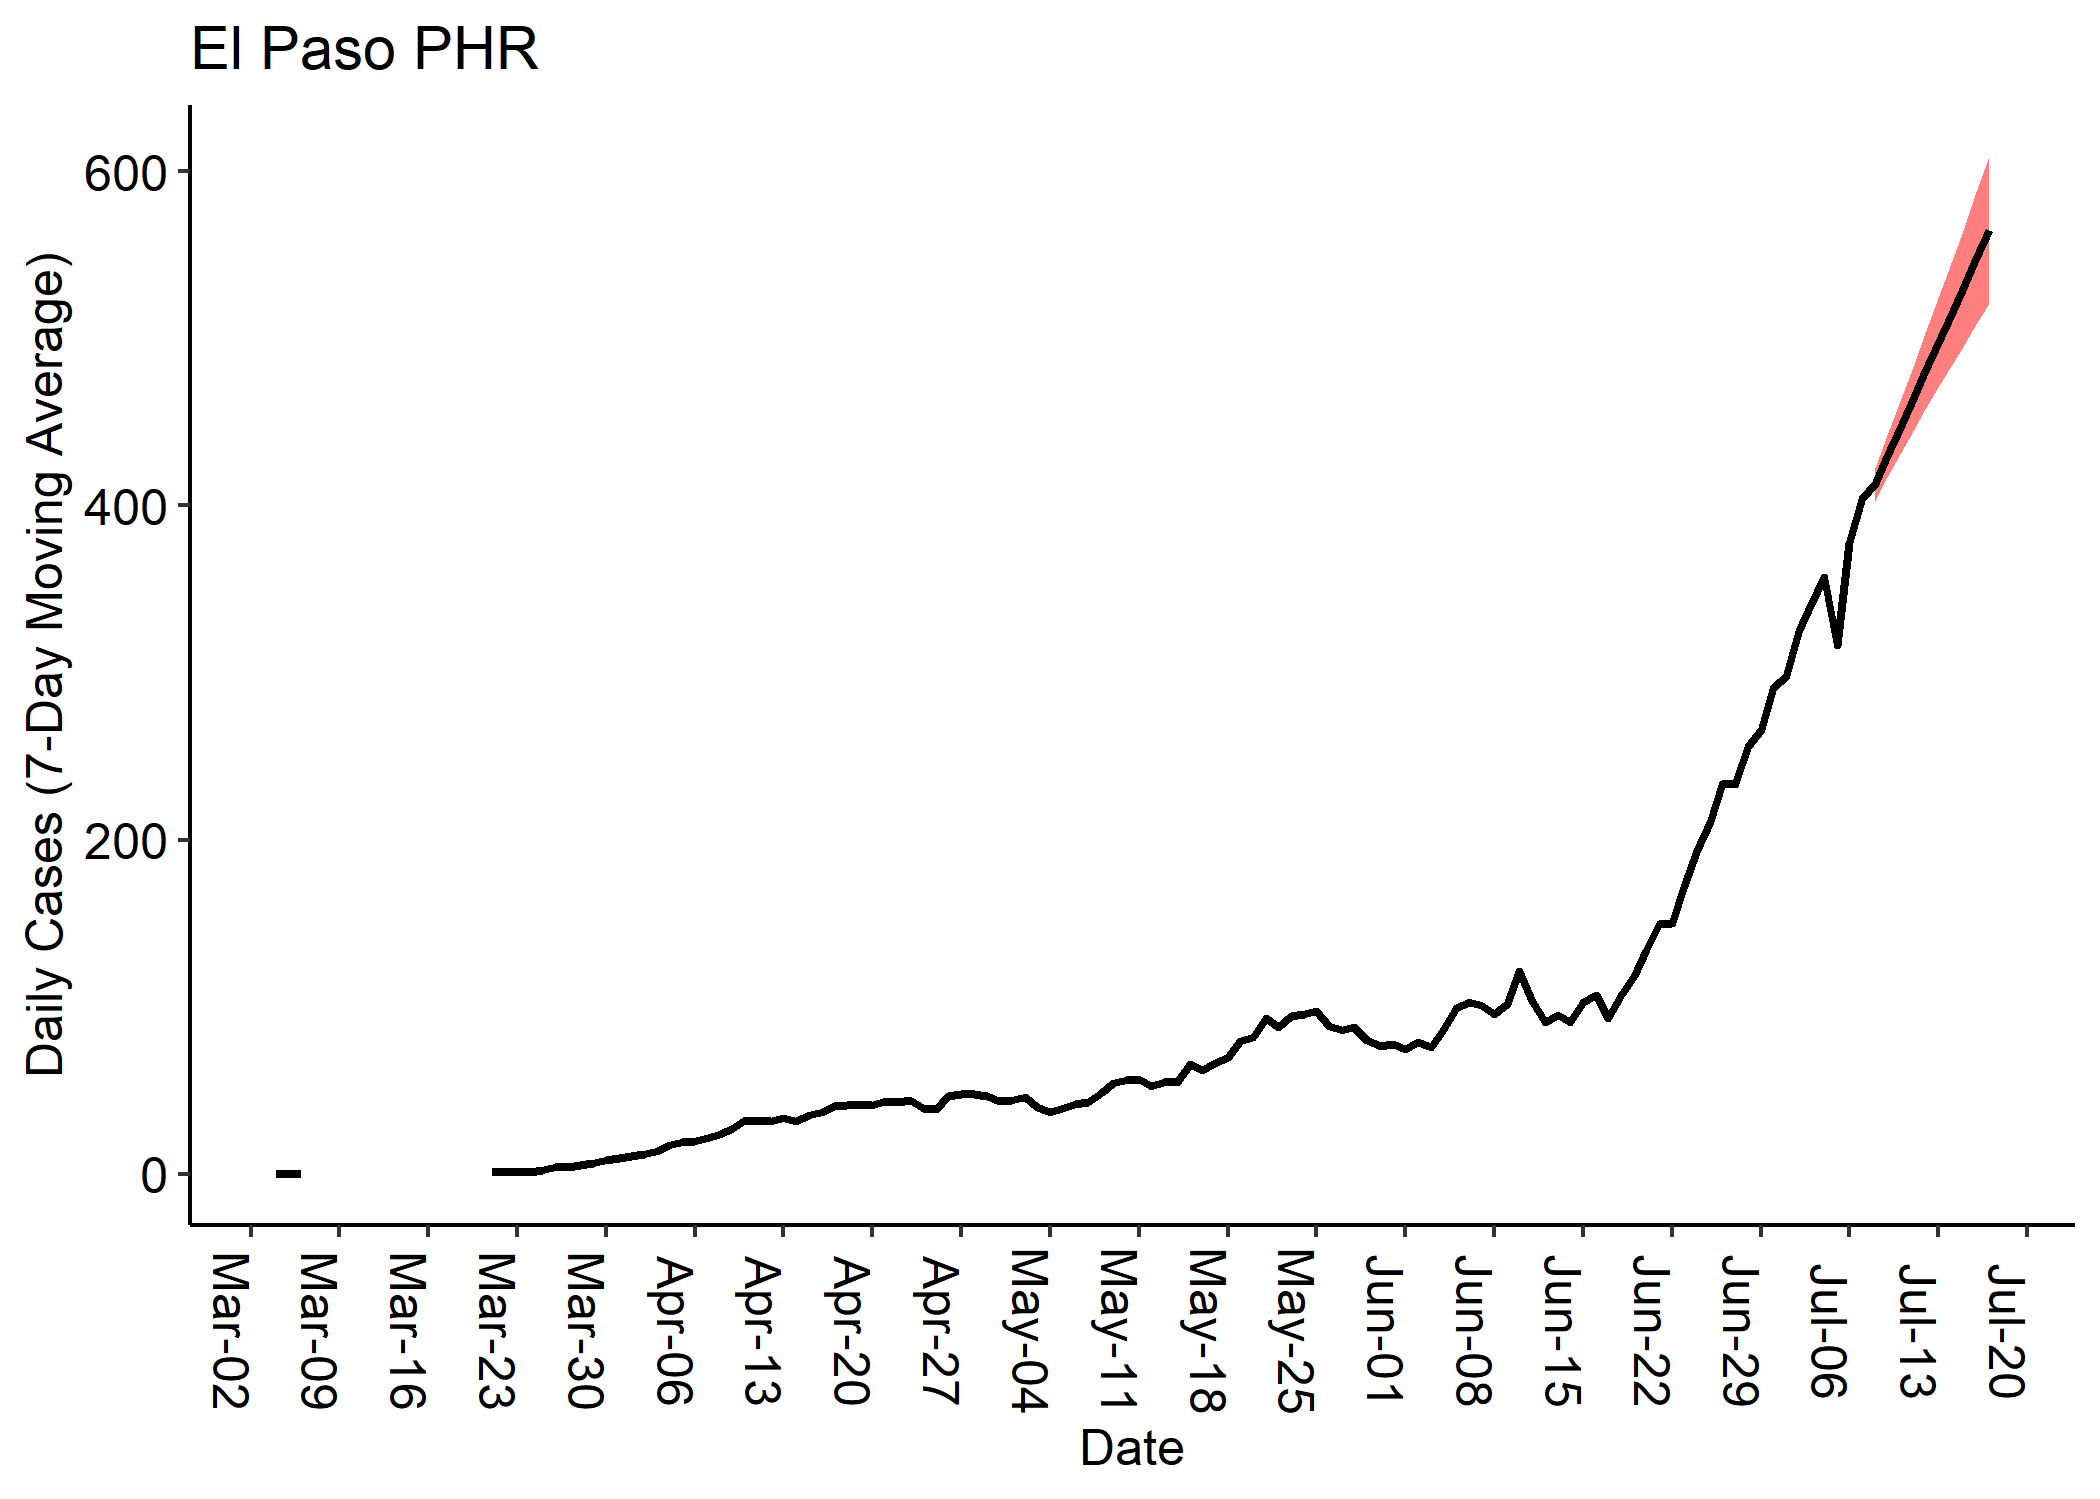 El Paso PHR
Daily Cases (7-Day Moving Average)
600
400
200
0
Mar-02
Mar-09
Mar-16
Mar-23
Mar-30
Apr-06
Apr-13
Apr-20
Apr-27
May-04
May-11
May-18
May-25
Jun-01
Jun-08
Jun-15
Jun-22
Jun-29
Jul-06
Jul-13
Jul-20
Date